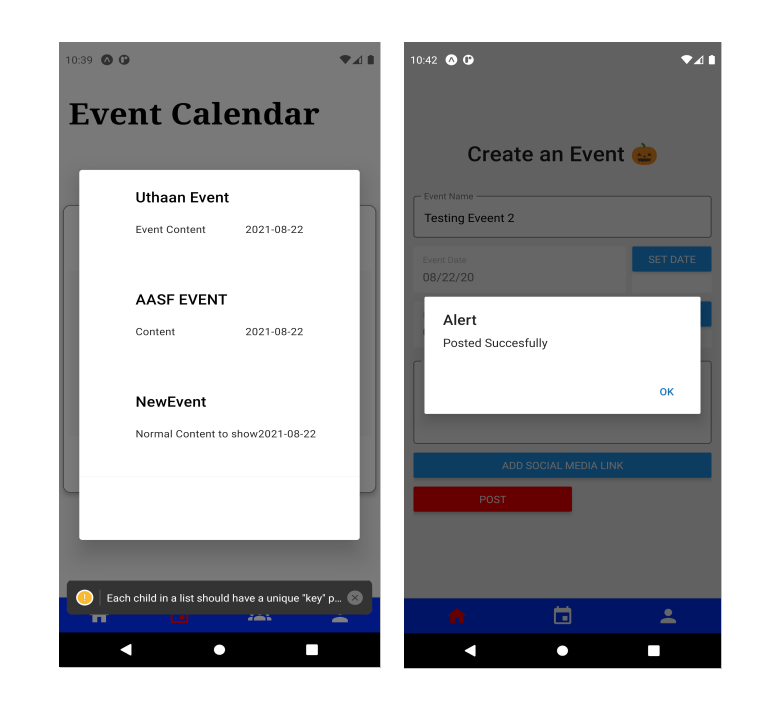 10:39
Event Calendar
Uthaan Event
Event Content 2021-08-22
AASF EVENT
Content 2021-08-22
NewEvent
Normal Content to show2021-08-22
Each child in a list should have a unique "key" p...
10:42
Create an Event 🎃
Event Name
Testing Eveent 2
Event Date
08/22/20
SET DATE
Alert
Posted Succesfully
OK
ADD SOCIAL MEDIA LINK
POST